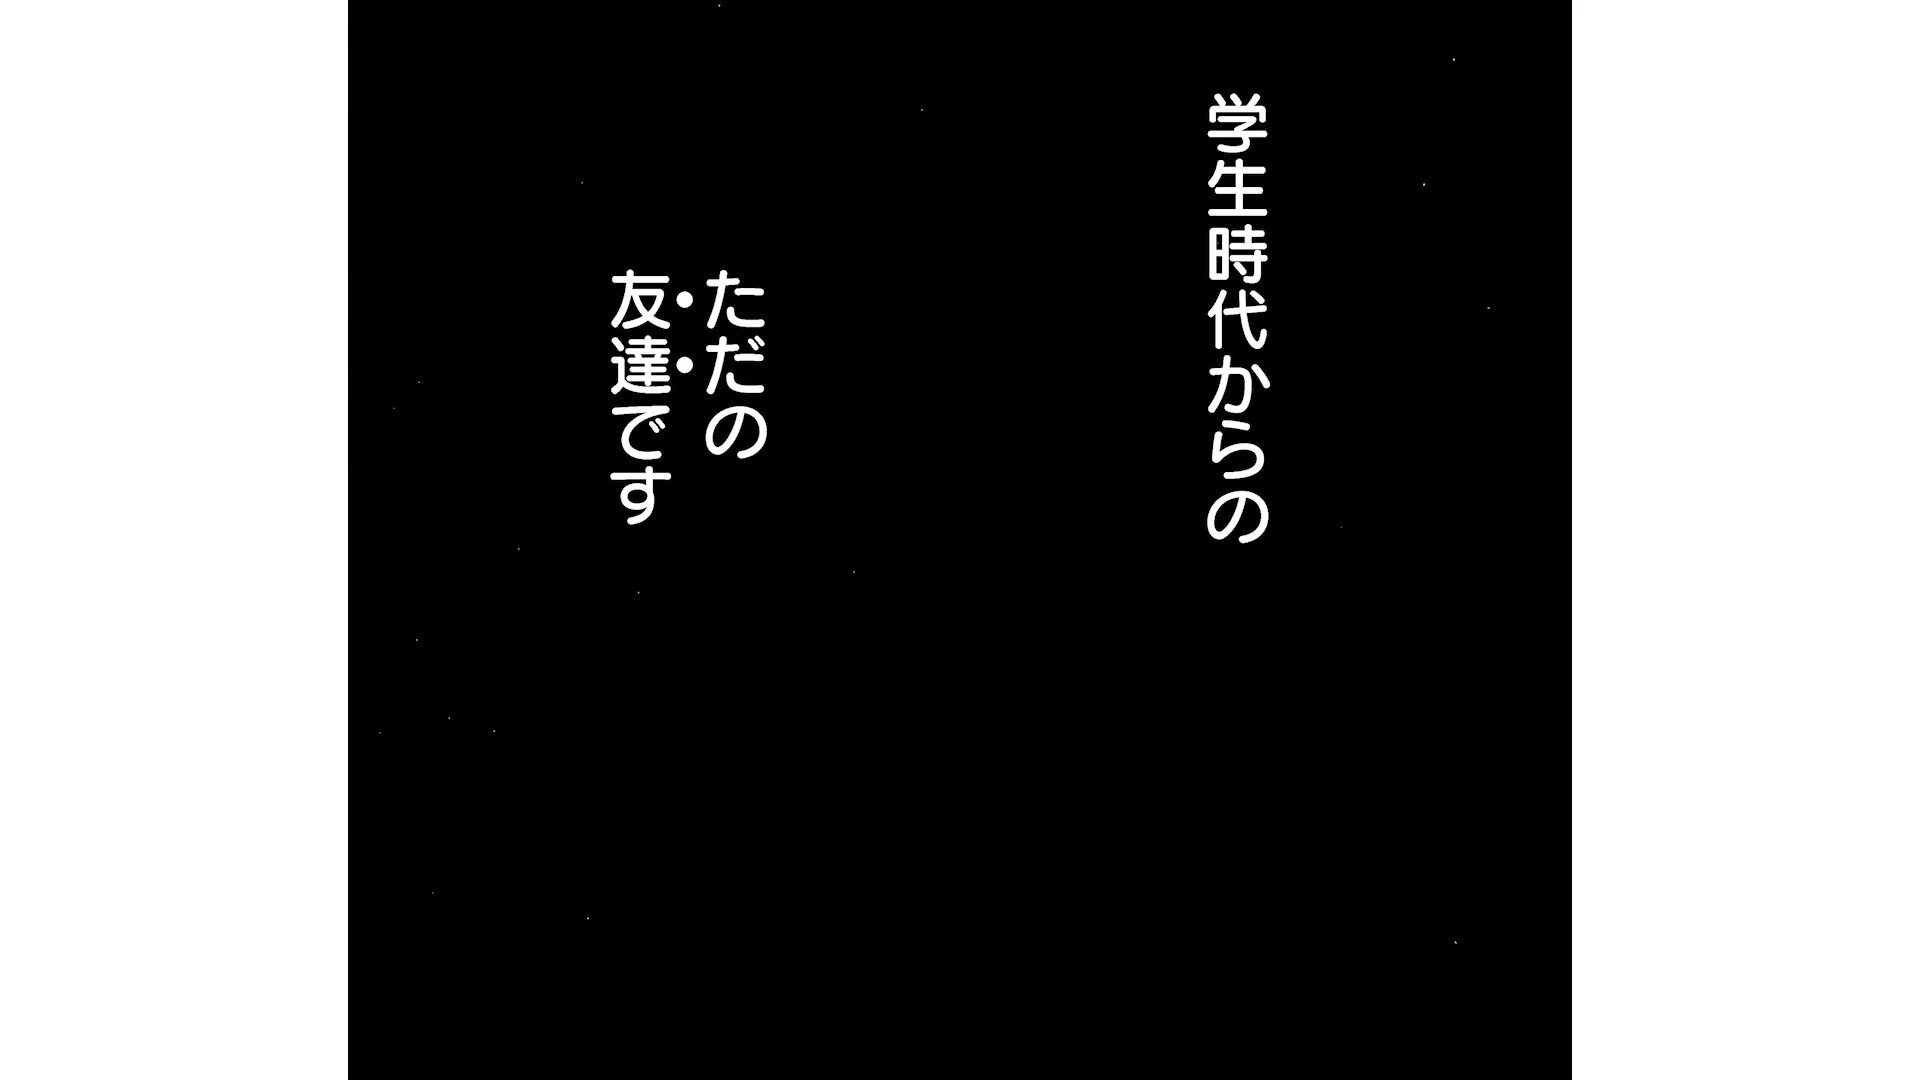 学生時代からの
ただの
友達です